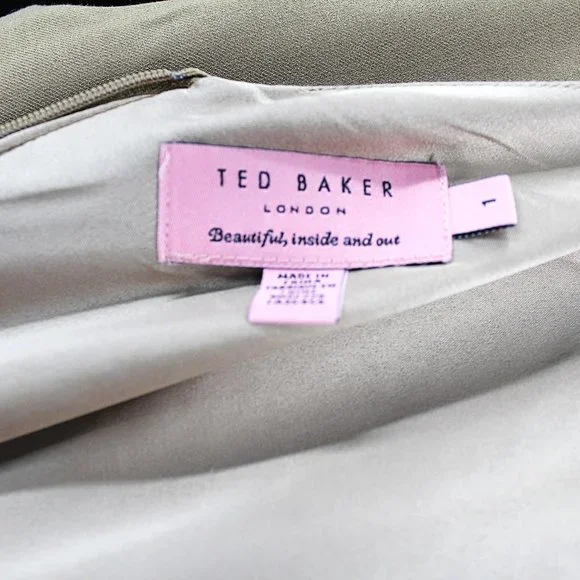 TED BAKER
LONDON
Beautiful, inside and out
1
MADE IN